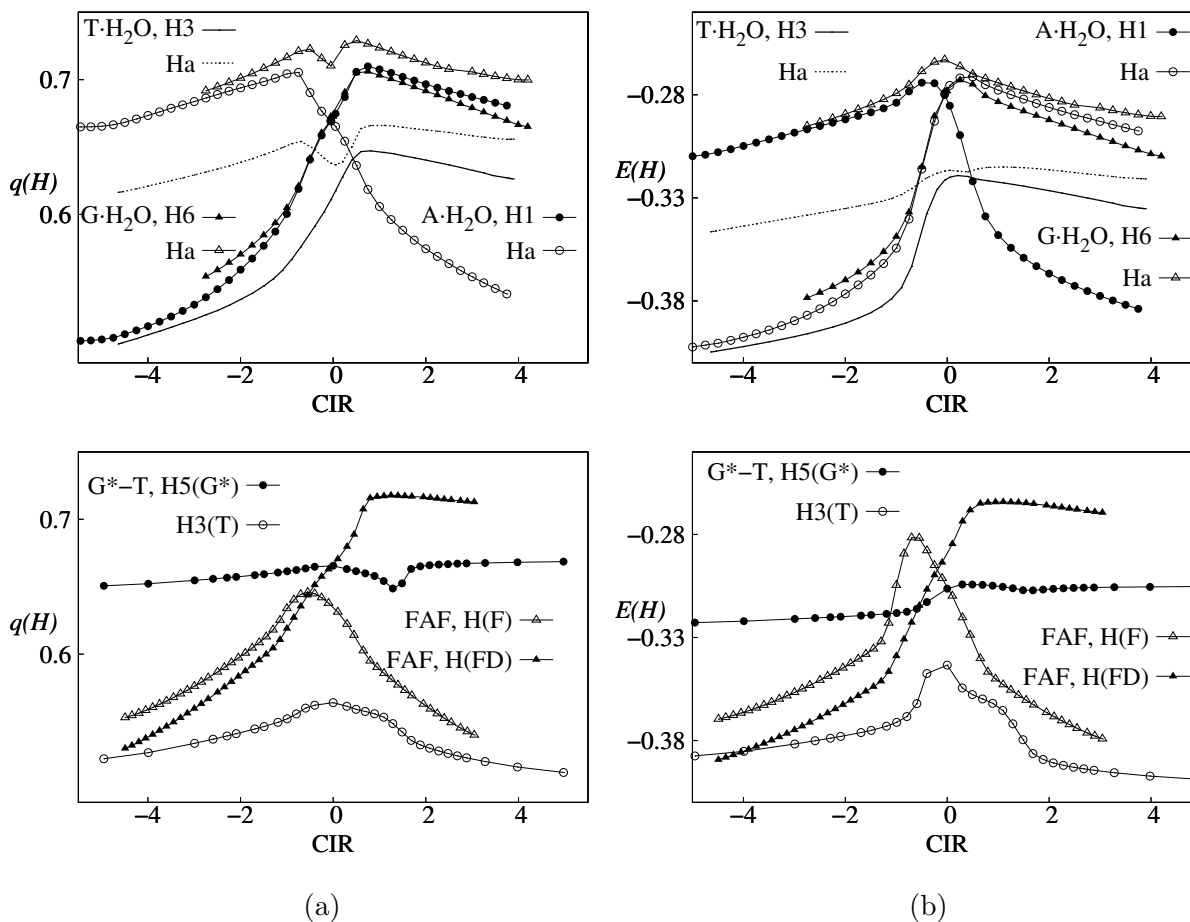 T·H₂O, H3
Ha
0.7
q(H)
0.6
G·H₂O, H6
Ha
A·H₂O, H1
Ha
−4 −2 0 2 4
CIR
T·H₂O, H3
Ha
A·H₂O, H1
Ha
−0.28
E(H)
−0.33
G·H₂O, H6
Ha
−0.38
−4 −2 0 2 4
CIR
G*−T, H5(G*)
H3(T)
0.7
q(H)
0.6
FAF, H(F)
FAF, H(FD)
−4 −2 0 2 4
CIR
G*−T, H5(G*)
H3(T)
−0.28
E(H)
−0.33
FAF, H(F)
FAF, H(FD)
−0.38
−4 −2 0 2 4
CIR
(a) (b)